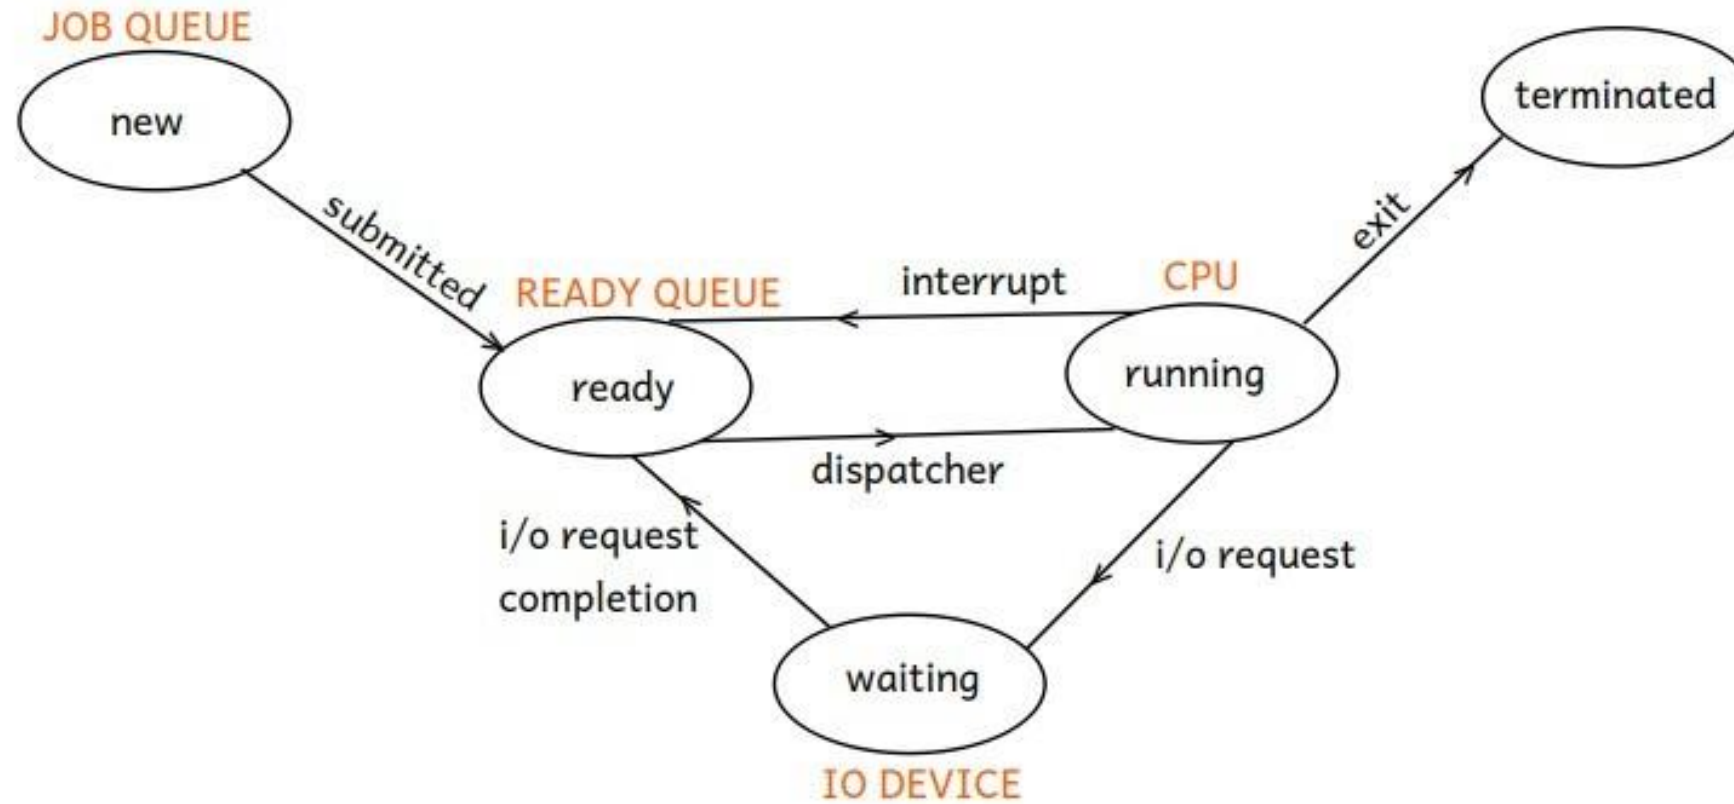 JOB QUEUE
new
terminated
submitted
exit
READY QUEUE
interrupt
CPU
ready
running
dispatcher
i/o request
completion
i/o request
waiting
IO DEVICE